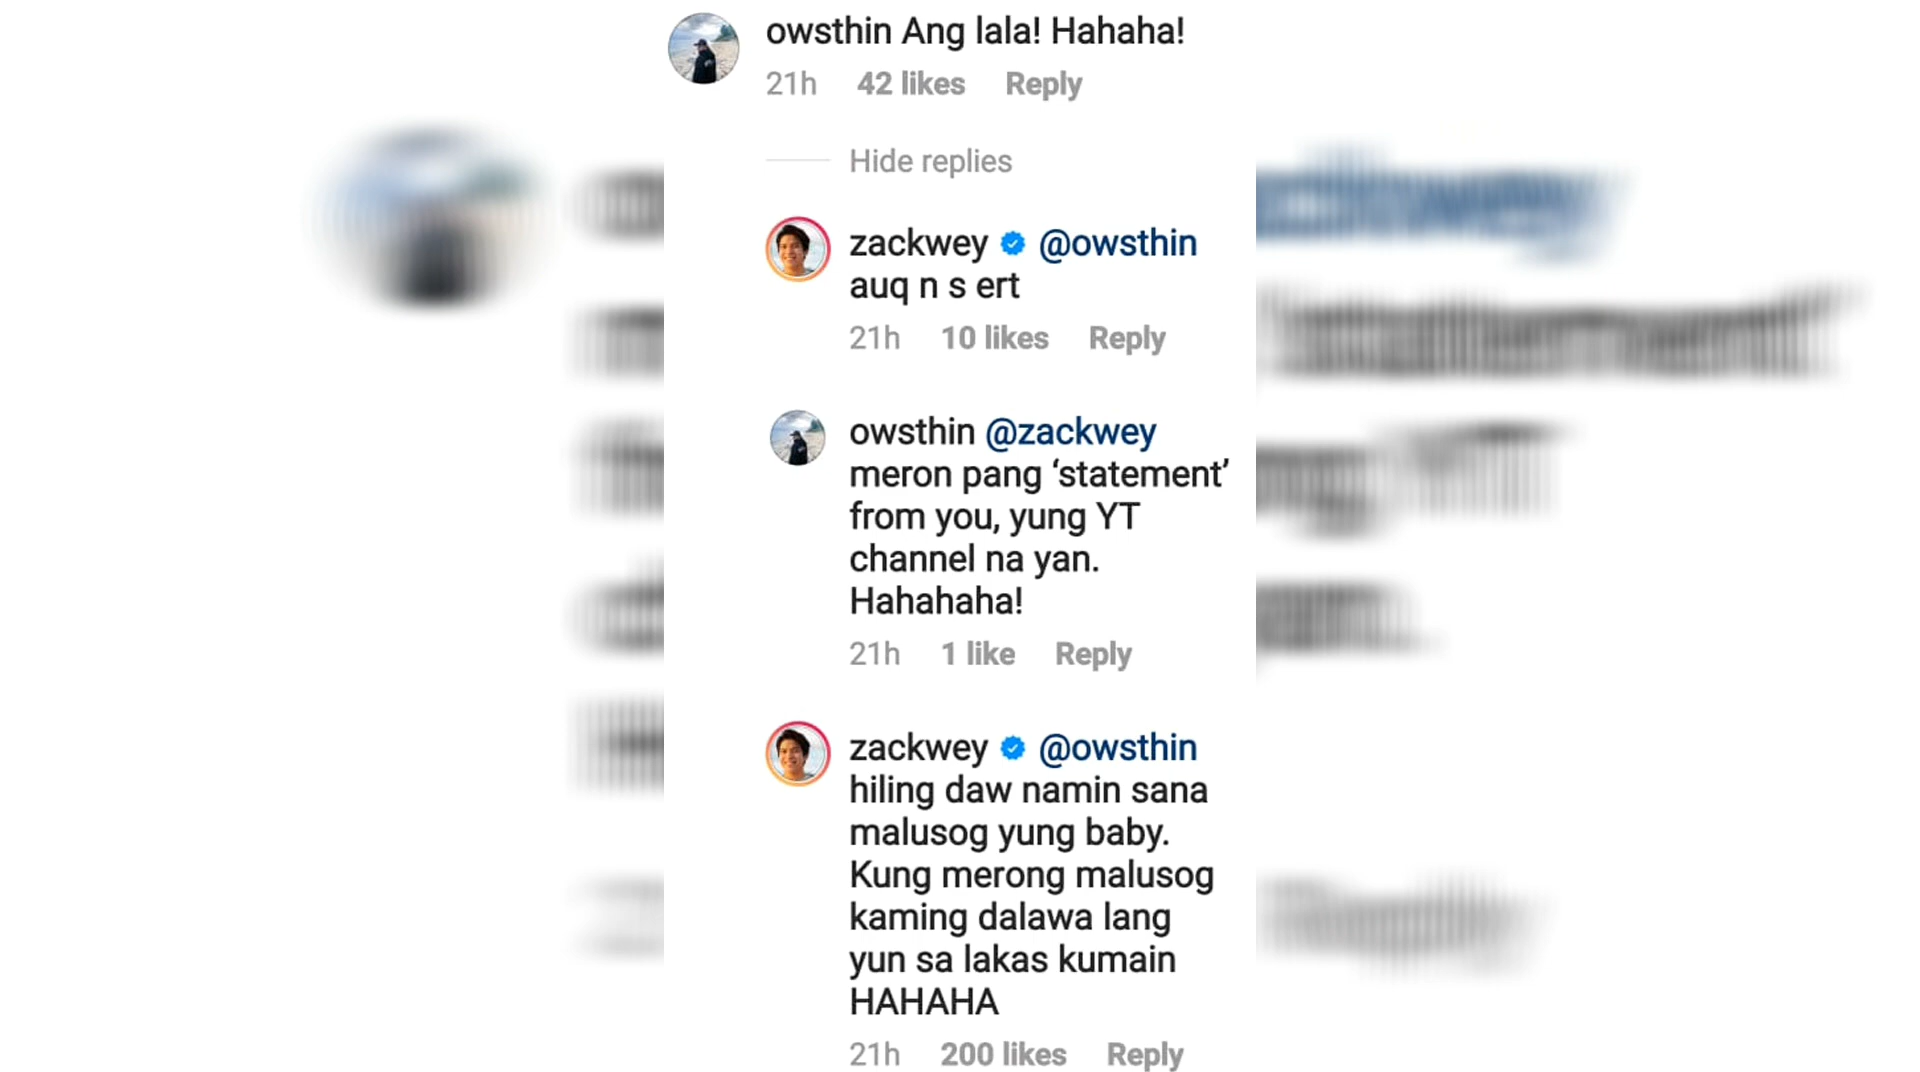 owsthin Ang lala! Hahaha!
21h 42 likes Reply
Hide replies
zackwey @owsthin
auq n s ert
21h 10 likes Reply
owsthin @zackwey
meron pang ‘statement’
from you, yung YT
channel na yan.
Hahahaha!
21h 1 like Reply
zackwey @owsthin
hiling daw namin sana
malusog yung baby.
Kung merong malusog
kaming dalawa lang
yun sa lakas kumain
HAHAHA
21h 200 likes Reply